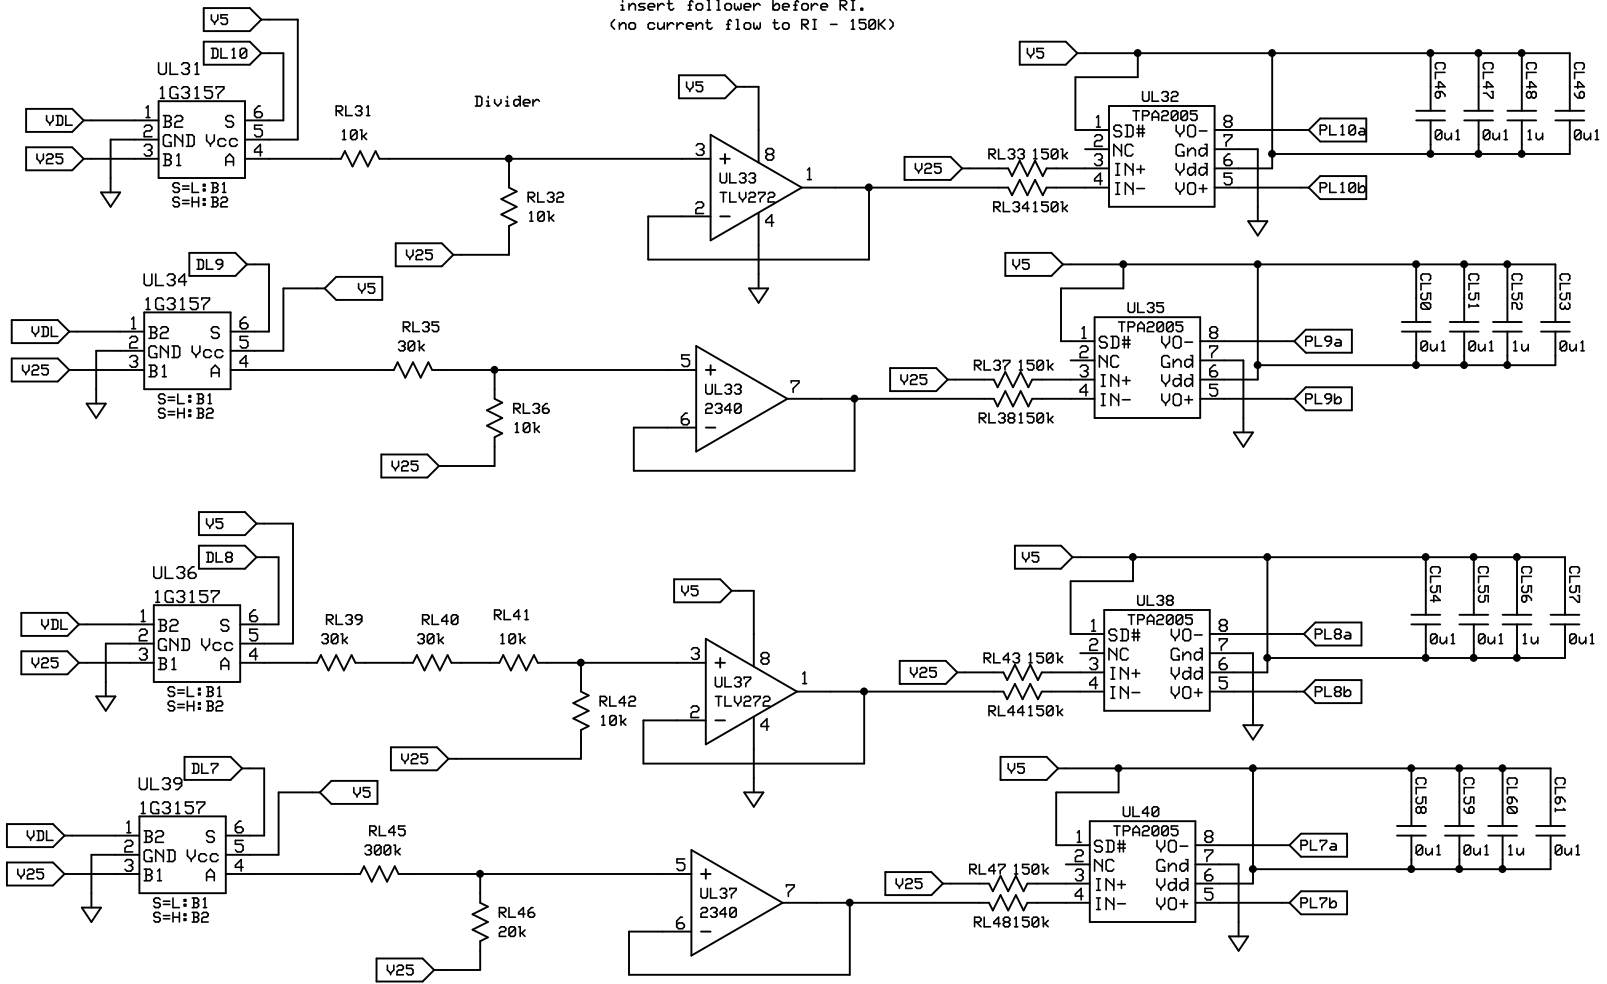 insert follower before RI.
(no current flow to RI - 150K)
V5
DL10
UL31
1G3157
VDL
V25
1 B2 S 6
2 GND Vcc 5
3 B1 A 4
S=L:B1
S=H:B2
RL31
10k
Divider
RL32
10k
V25
V5
3 +
8
UL33
TLV272
1
2 -
4
V25
RL33 150k
RL34150k
V5
UL32
TPA2005
1 SD# VO- 8
2 NC Gnd 7
3 IN+ Vdd 6
4 IN- VO+ 5
PL10a
PL10b
CL46
0u1
CL47
0u1
CL48
1u
CL49
0u1
DL9
V5
UL34
1G3157
VDL
V25
1 B2 S 6
2 GND Vcc 5
3 B1 A 4
S=L:B1
S=H:B2
RL35
30k
RL36
10k
V25
5 +
UL33
2340
7
6 -
V25
RL37 150k
RL38150k
V5
UL35
TPA2005
1 SD# VO- 8
2 NC Gnd 7
3 IN+ Vdd 6
4 IN- VO+ 5
PL9a
PL9b
CL50
0u1
CL51
0u1
CL52
1u
CL53
0u1
V5
DL8
UL36
1G3157
VDL
V25
1 B2 S 6
2 GND Vcc 5
3 B1 A 4
S=L:B1
S=H:B2
RL39
30k
RL40
30k
RL41
10k
RL42
10k
V25
V5
3 +
8
UL37
TLV272
1
2 -
4
V25
RL43 150k
RL44150k
V5
UL38
TPA2005
1 SD# VO- 8
2 NC Gnd 7
3 IN+ Vdd 6
4 IN- VO+ 5
PL8a
PL8b
CL54
0u1
CL55
0u1
CL56
1u
CL57
0u1
DL7
V5
UL39
1G3157
VDL
V25
1 B2 S 6
2 GND Vcc 5
3 B1 A 4
S=L:B1
S=H:B2
RL45
300k
RL46
20k
V25
5 +
UL37
2340
7
6 -
V25
RL47 150k
RL48150k
V5
UL40
TPA2005
1 SD# VO- 8
2 NC Gnd 7
3 IN+ Vdd 6
4 IN- VO+ 5
PL7a
PL7b
CL58
0u1
CL59
0u1
CL60
1u
CL61
0u1